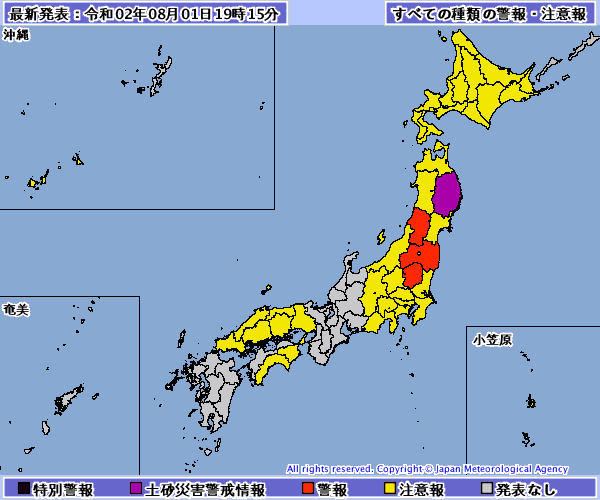 最新発表：令和02年08月01日19時15分
すべての種類の警報・注意報
沖縄
奄美
小笠原
All rights reserved. Copyright © Japan Meteorological Agency
特別警報 土砂災害警戒情報 警報 注意報 発表なし